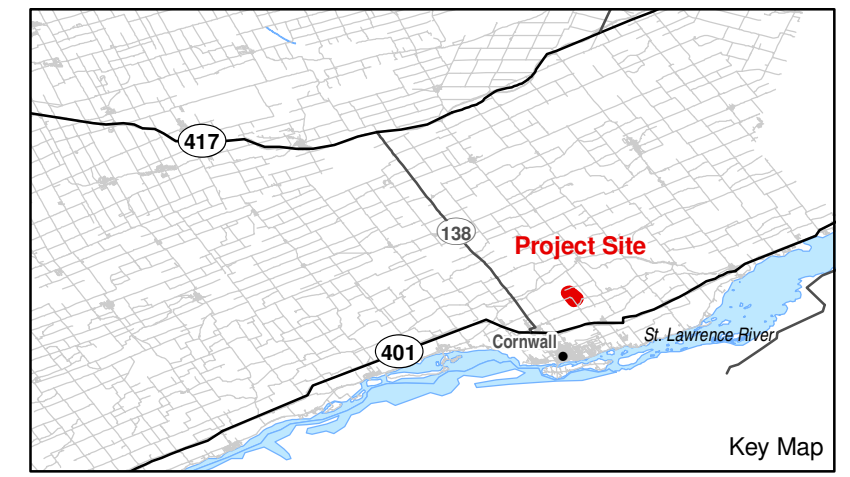 417
138
Project Site
St. Lawrence River
Cornwall
401
Key Map